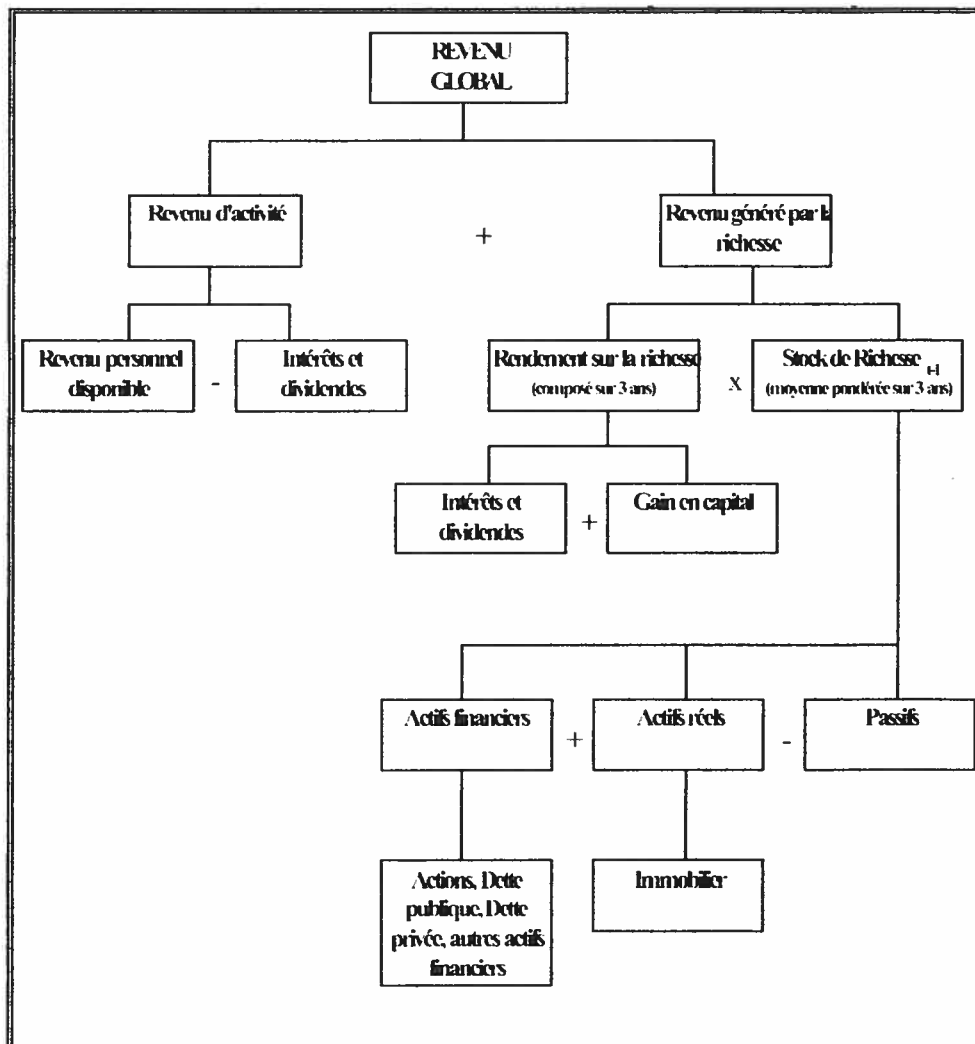 REVENU
GLOBAL
Revenu d'activité
+
Revenu généré par la
richesse
Revenu personnel
disponible
-
Intérêts et
dividendes
Rendement sur la richesse
(composé sur 3 ans)
x
Stock de Richesse t-1
(moyenne pondérée sur 3 ans)
Intérêts et
dividendes
+
Gain en capital
Actifs financiers
+
Actifs réels
-
Passifs
Actions, Dette
publique, Dette
privée, autres actifs
financiers
Immobilier